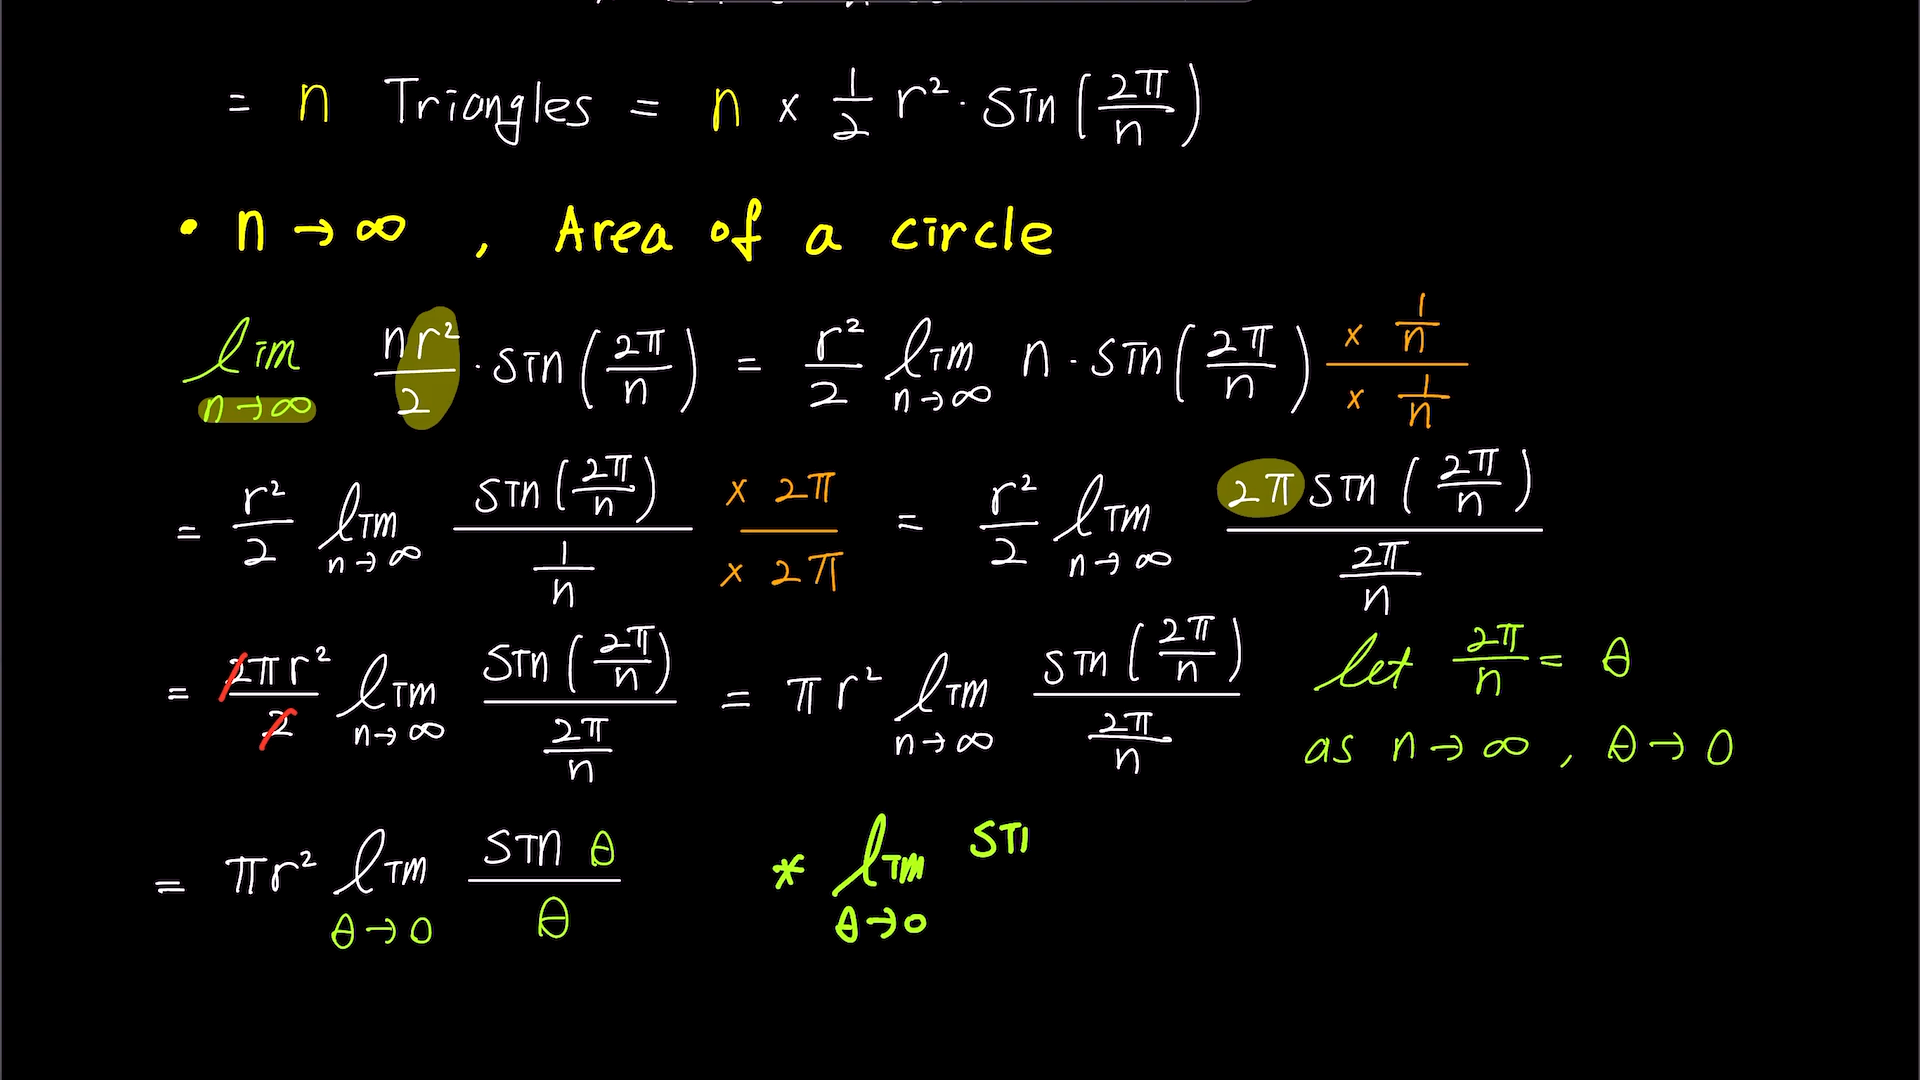 = n Triangles = n × 1/2 r² · sin(2π/n)
• n → ∞ , Area of a circle
lim n→∞ nr²/2 · sin(2π/n) = r²/2 lim n→∞ n · sin(2π/n) × 1/n / × 1/n
= r²/2 lim n→∞ sin(2π/n) / (1/n) × 2π / × 2π = r²/2 lim n→∞ 2π sin(2π/n) / (2π/n)
= 2πr²/2 lim n→∞ sin(2π/n) / (2π/n) = πr² lim n→∞ sin(2π/n) / (2π/n) let 2π/n = θ
as n → ∞ , θ → 0
= πr² lim θ→0 sin θ / θ * lim θ→0 sı